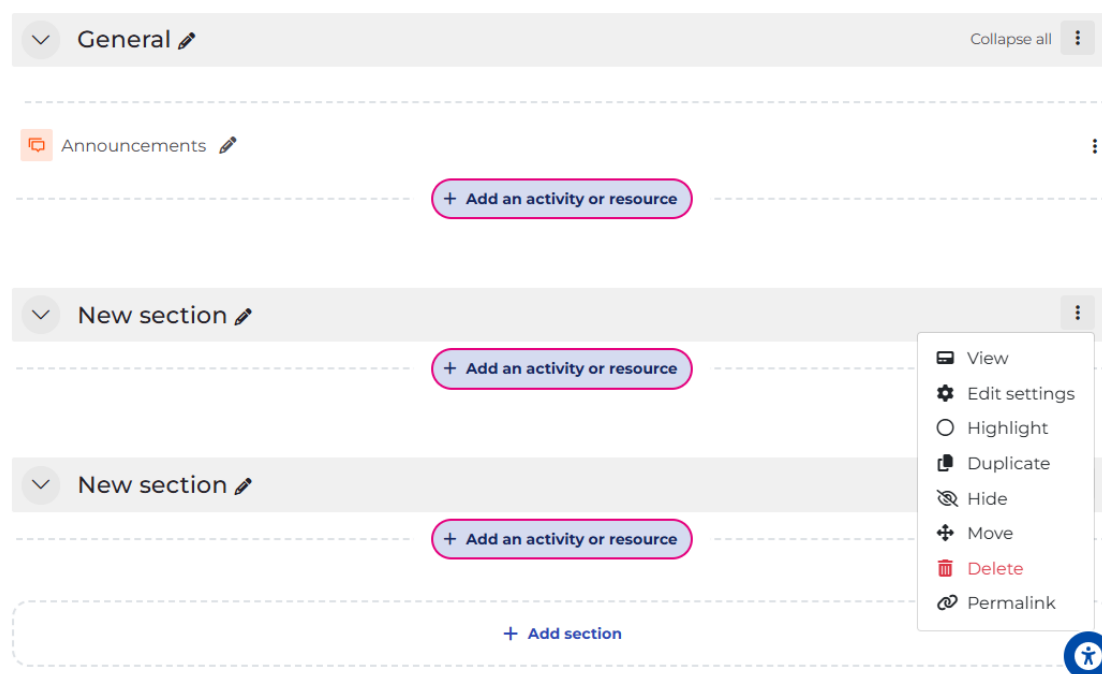 General
Collapse all
Announcements
+ Add an activity or resource
New section
+ Add an activity or resource
View
Edit settings
Highlight
Duplicate
Hide
Move
Delete
Permalink
New section
+ Add an activity or resource
+ Add section